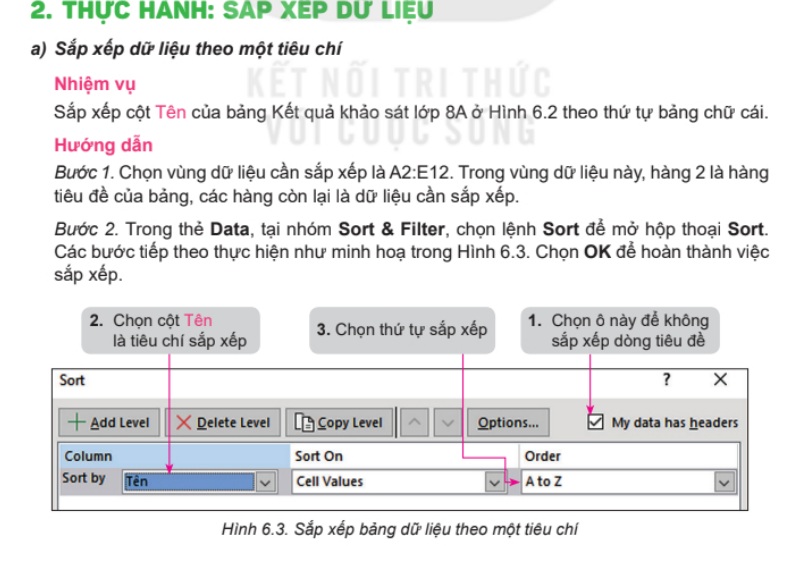 2. THỰC HÀNH: SẮP XẾP DỮ LIỆU
a) Sắp xếp dữ liệu theo một tiêu chí
KẾT NỐI TRI THỨC
VỚI CUỘC SỐNG
Nhiệm vụ
Sắp xếp cột Tên của bảng Kết quả khảo sát lớp 8A ở Hình 6.2 theo thứ tự bảng chữ cái.
Hướng dẫn
Bước 1. Chọn vùng dữ liệu cần sắp xếp là A2:E12. Trong vùng dữ liệu này, hàng 2 là hàng
tiêu đề của bảng, các hàng còn lại là dữ liệu cần sắp xếp.
Bước 2. Trong thẻ Data, tại nhóm Sort & Filter, chọn lệnh Sort để mở hộp thoại Sort.
Các bước tiếp theo thực hiện như minh hoạ trong Hình 6.3. Chọn OK để hoàn thành việc
sắp xếp.
2. Chọn cột Tên
là tiêu chí sắp xếp
3. Chọn thứ tự sắp xếp
1. Chọn ô này để không
sắp xếp dòng tiêu đề
Sort ? X
Add Level Delete Level Copy Level Options... My data has headers
Column Sort On Order
Sort by Tên Cell Values A to Z
Hình 6.3. Sắp xếp bảng dữ liệu theo một tiêu chí